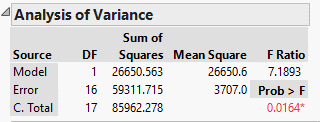 Analysis of Variance
Sum of
Source DF Squares Mean Square F Ratio
Model 1 26650.563 26650.6 7.1893
Error 16 59311.715 3707.0 Prob > F
C. Total 17 85962.278 0.0164*